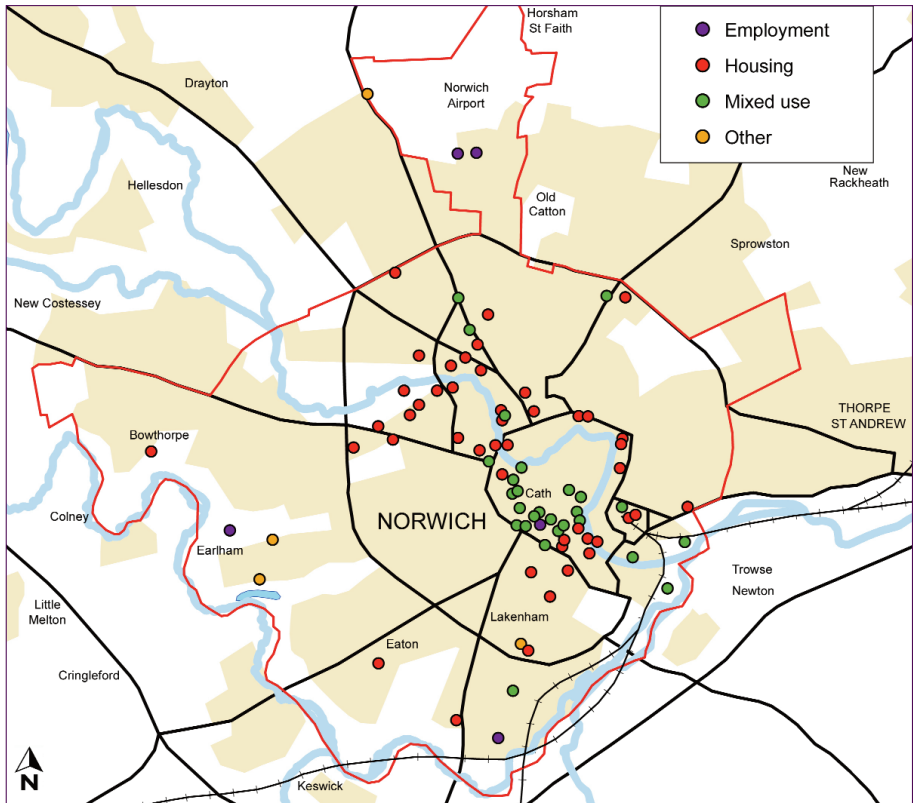 Horsham
St Faith
Employment
Housing
Mixed use
Other
Drayton
Norwich
Airport
New
Rackheath
Hellesdon
Old
Catton
Sprowston
New Costessey
THORPE
ST ANDREW
Bowthorpe
Cath
Colney
NORWICH
Earlham
Trowse
Newton
Little
Melton
Lakenham
Eaton
Cringleford
N
Keswick